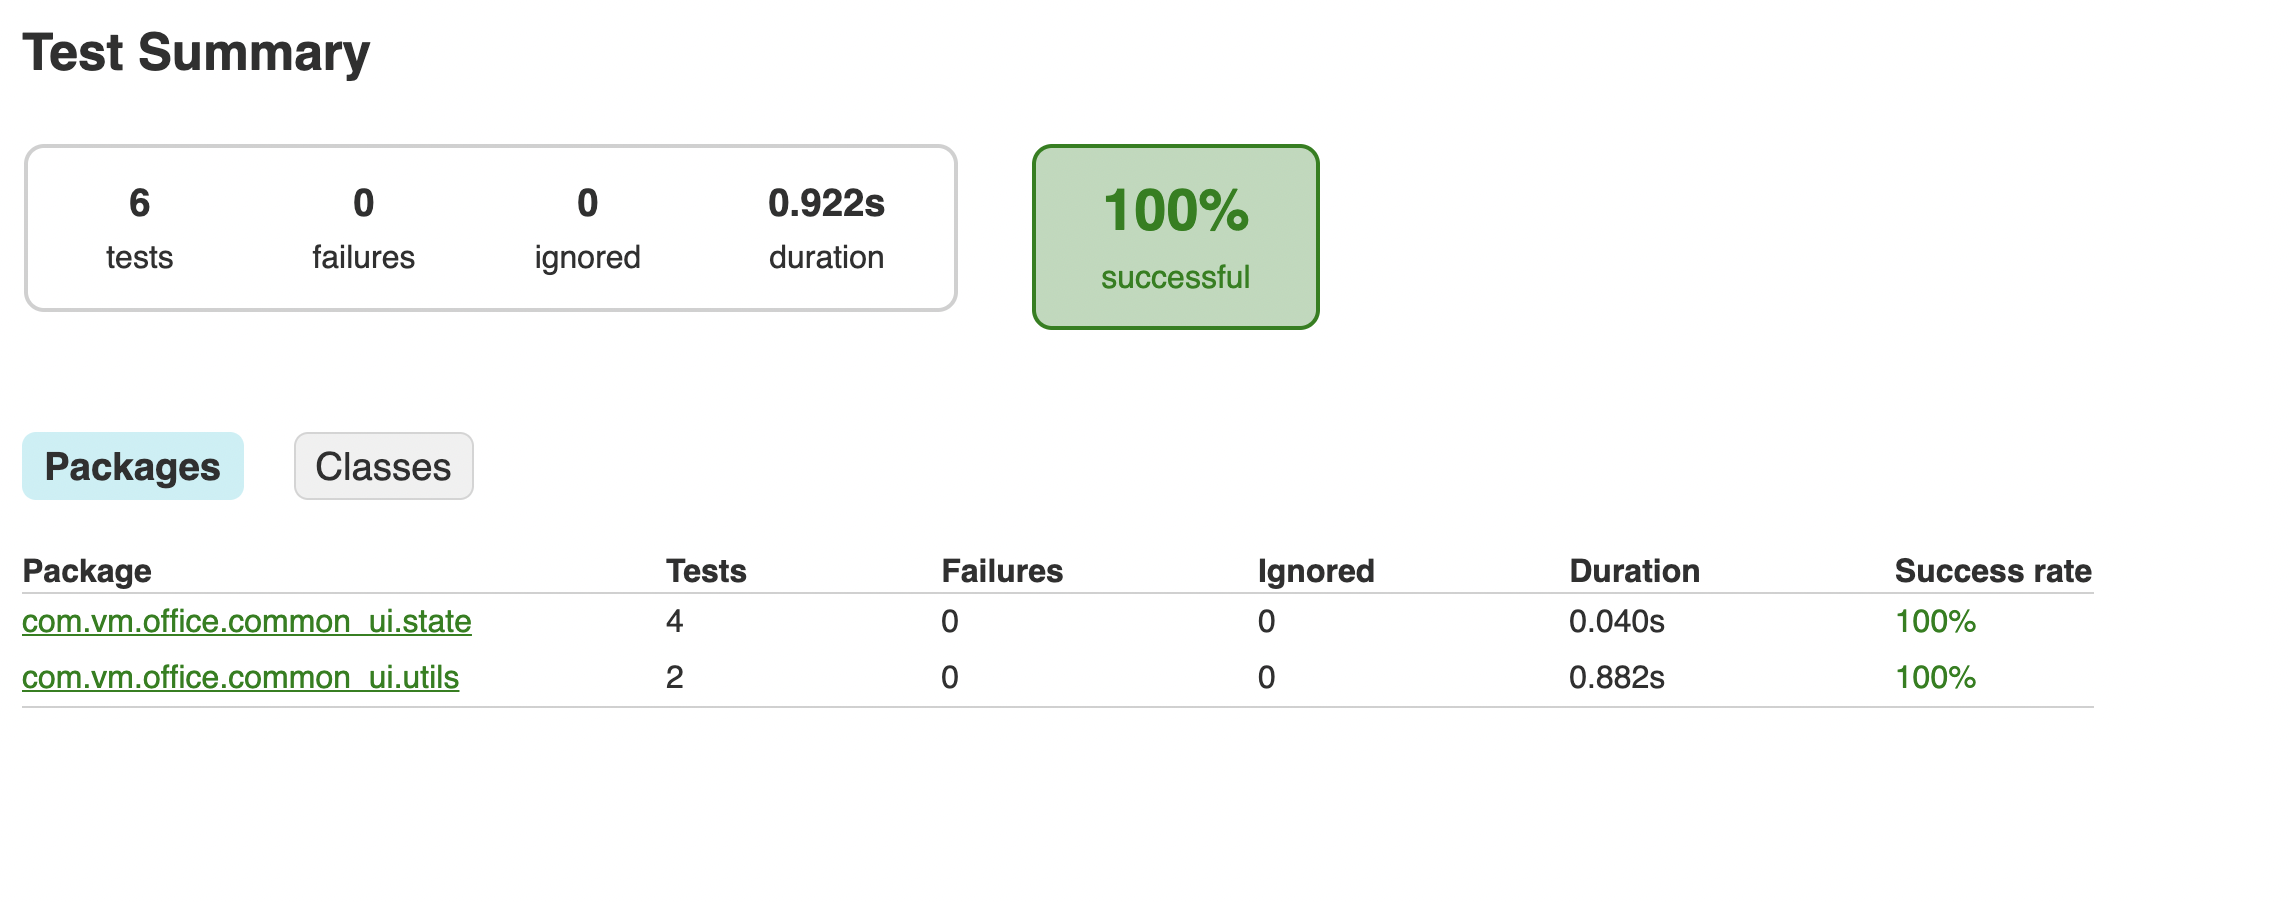 Test Summary
6 0 0 0.922s
tests failures ignored duration
100%
successful
Packages Classes
Package Tests Failures Ignored Duration Success rate
com.vm.office.common_ui.state 4 0 0 0.040s 100%
com.vm.office.common_ui.utils 2 0 0 0.882s 100%